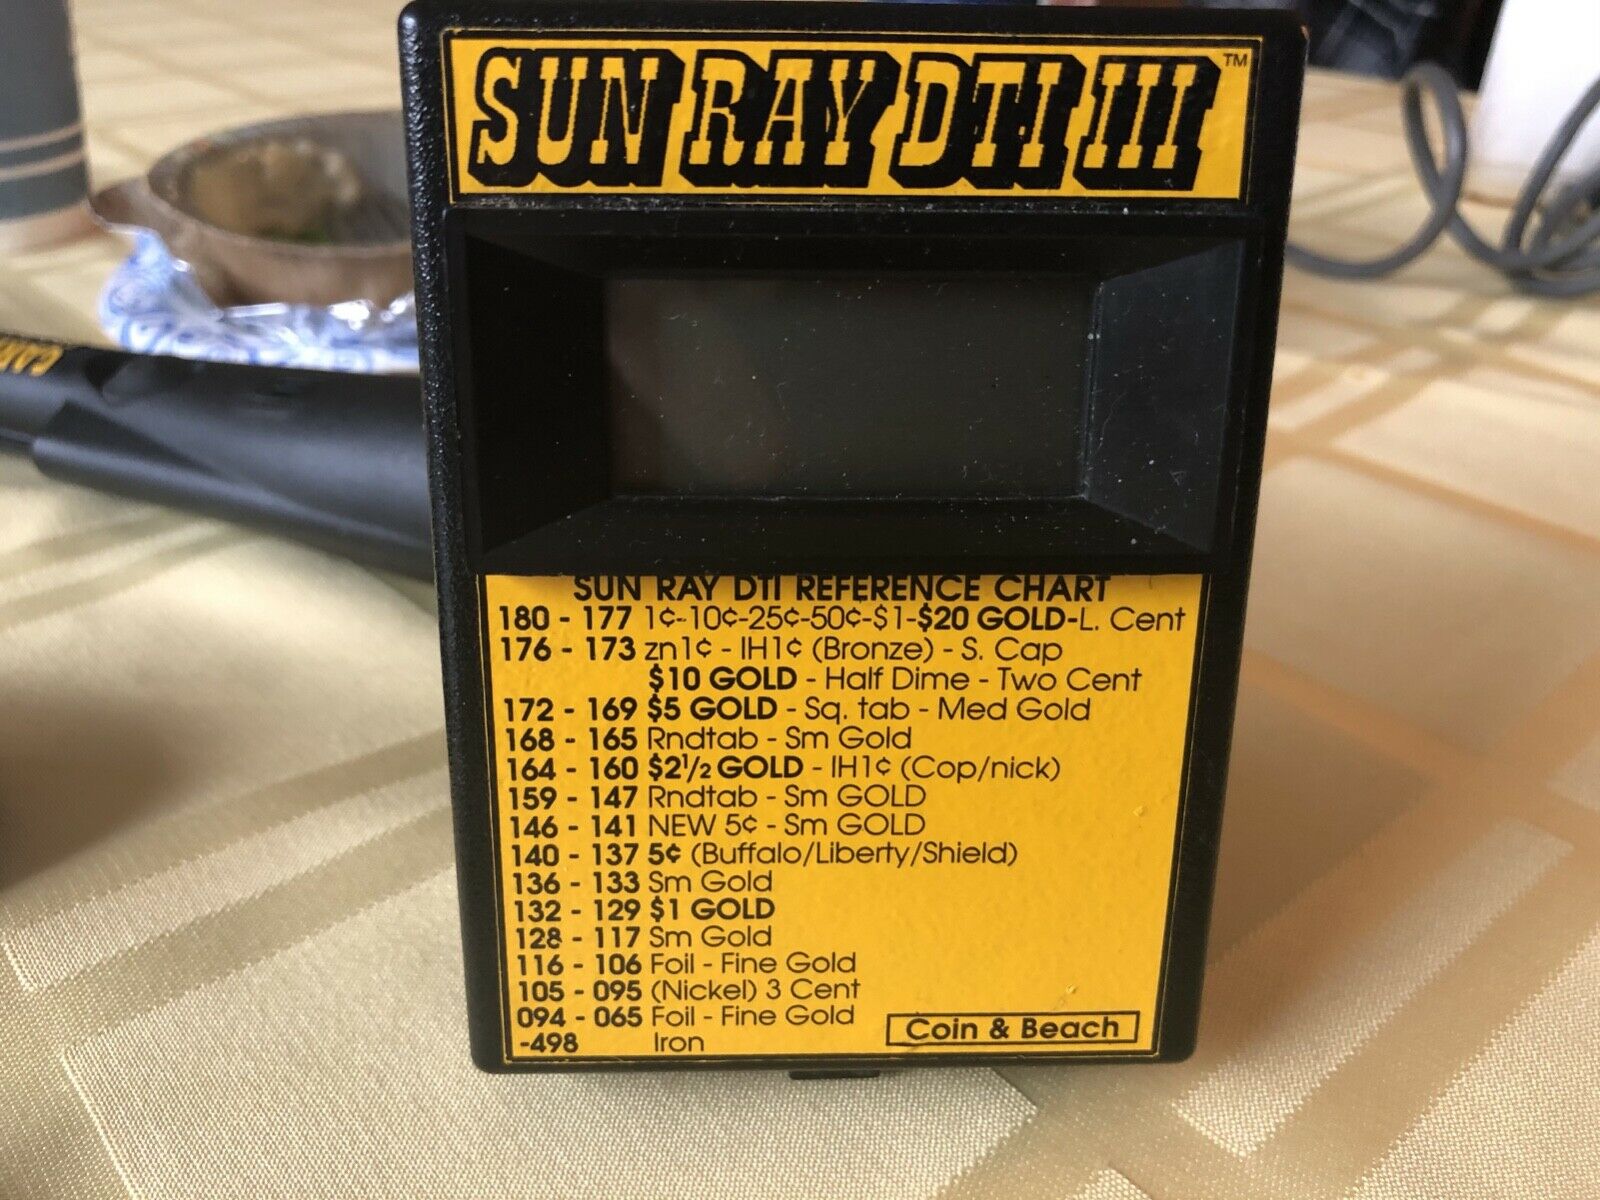 SUN RAY DTI III™
SUN RAY DTI REFERENCE CHART
180 - 177 1¢-10¢-25¢-50¢-$1-$20 GOLD-L. Cent
176 - 173 zn1¢ - IH1¢ (Bronze) - S. Cap
$10 GOLD - Half Dime - Two Cent
172 - 169 $5 GOLD - Sq. tab - Med Gold
168 - 165 Rndtab - Sm Gold
164 - 160 $2½ GOLD - IH1¢ (Cop/nick)
159 - 147 Rndtab - Sm GOLD
146 - 141 NEW 5¢ - Sm GOLD
140 - 137 5¢ (Buffalo/Liberty/Shield)
136 - 133 Sm Gold
132 - 129 $1 GOLD
128 - 117 Sm Gold
116 - 106 Foil - Fine Gold
105 - 095 (Nickel) 3 Cent
094 - 065 Foil - Fine Gold
-498 Iron
Coin & Beach